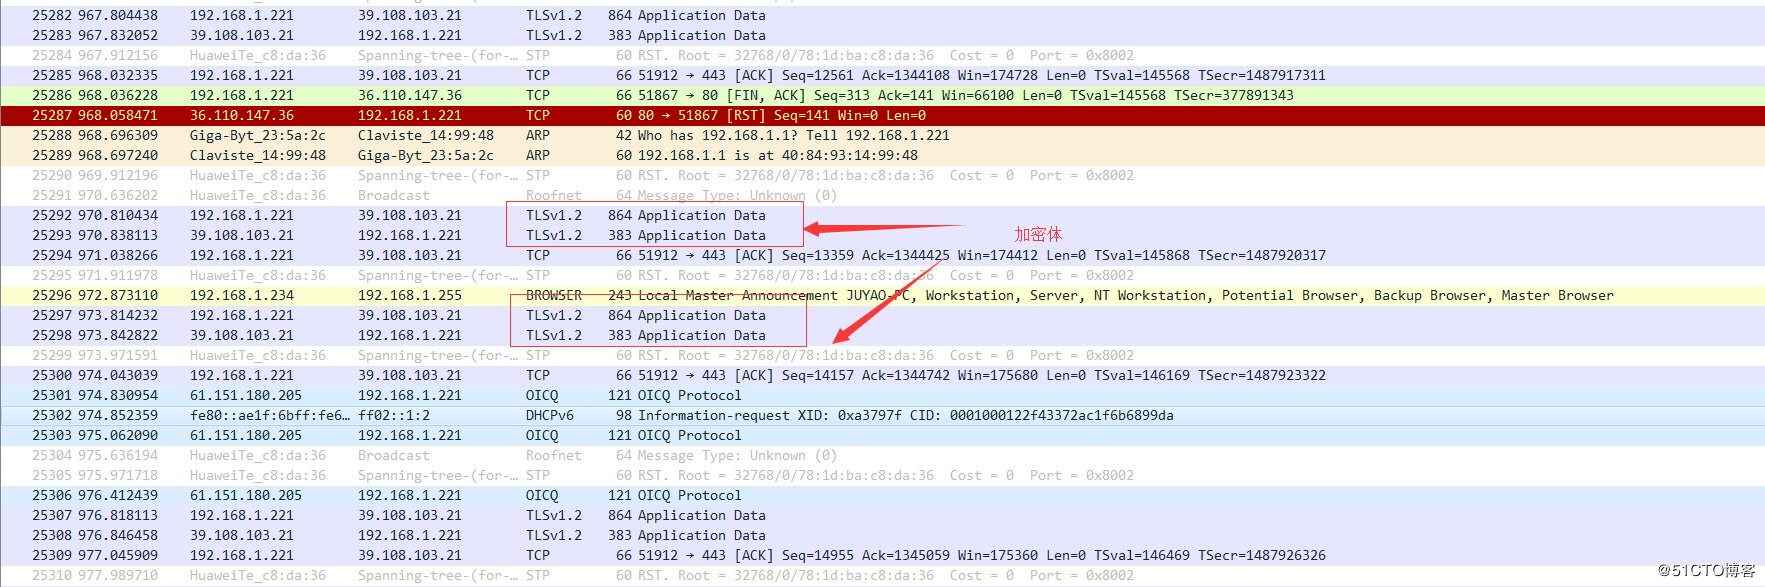 25282 967.804438 192.168.1.221 39.108.103.21 TLSv1.2 864 Application Data
25283 967.832052 39.108.103.21 192.168.1.221 TLSv1.2 383 Application Data
25284 967.912156 HuaweiTe_c8:da:36 Spanning-tree-(for-… STP 60 RST. Root = 32768/0/78:1d:ba:c8:da:36 Cost = 0 Port = 0x8002
25285 968.032335 192.168.1.221 39.108.103.21 TCP 66 51912 → 443 [ACK] Seq=12561 Ack=1344108 Win=174728 Len=0 TSval=145568 TSecr=1487917311
25286 968.036228 192.168.1.221 36.110.147.36 TCP 66 51867 → 80 [FIN, ACK] Seq=313 Ack=141 Win=66100 Len=0 TSval=145568 TSecr=377891343
25287 968.058471 36.110.147.36 192.168.1.221 TCP 60 80 → 51867 [RST] Seq=141 Win=0 Len=0
25288 968.696309 Giga-Byt_23:5a:2c Claviste_14:99:48 ARP 42 Who has 192.168.1.1? Tell 192.168.1.221
25289 968.697240 Claviste_14:99:48 Giga-Byt_23:5a:2c ARP 60 192.168.1.1 is at 40:84:93:14:99:48
25290 969.912196 HuaweiTe_c8:da:36 Spanning-tree-(for-… STP 60 RST. Root = 32768/0/78:1d:ba:c8:da:36 Cost = 0 Port = 0x8002
25291 970.636202 HuaweiTe_c8:da:36 Broadcast Roofnet 64 Message Type: Unknown (0)
25292 970.810434 192.168.1.221 39.108.103.21 TLSv1.2 864 Application Data
25293 970.838113 39.108.103.21 192.168.1.221 TLSv1.2 383 Application Data
加密体
25294 971.038266 192.168.1.221 39.108.103.21 TCP 66 51912 → 443 [ACK] Seq=13359 Ack=1344425 Win=174412 Len=0 TSval=145868 TSecr=1487920317
25295 971.911978 HuaweiTe_c8:da:36 Spanning-tree-(for-… STP 60 RST. Root = 32768/0/78:1d:ba:c8:da:36 Cost = 0 Port = 0x8002
25296 972.873110 192.168.1.234 192.168.1.255 BROWSER 243 Local Master Announcement JUYAO-PC, Workstation, Server, NT Workstation, Potential Browser, Backup Browser, Master Browser
25297 973.814232 192.168.1.221 39.108.103.21 TLSv1.2 864 Application Data
25298 973.842822 39.108.103.21 192.168.1.221 TLSv1.2 383 Application Data
25299 973.971591 HuaweiTe_c8:da:36 Spanning-tree-(for-… STP 60 RST. Root = 32768/0/78:1d:ba:c8:da:36 Cost = 0 Port = 0x8002
25300 974.043039 192.168.1.221 39.108.103.21 TCP 66 51912 → 443 [ACK] Seq=14157 Ack=1344742 Win=175680 Len=0 TSval=146169 TSecr=1487923322
25301 974.830954 61.151.180.205 192.168.1.221 OICQ 121 OICQ Protocol
25302 974.852359 fe80::ae1f:6bff:fe6… ff02::1:2 DHCPv6 98 Information-request XID: 0xa3797f CID: 0001000122f43372ac1f6b6899da
25303 975.062090 61.151.180.205 192.168.1.221 OICQ 121 OICQ Protocol
25304 975.636194 HuaweiTe_c8:da:36 Broadcast Roofnet 64 Message Type: Unknown (0)
25305 975.971718 HuaweiTe_c8:da:36 Spanning-tree-(for-… STP 60 RST. Root = 32768/0/78:1d:ba:c8:da:36 Cost = 0 Port = 0x8002
25306 976.412439 61.151.180.205 192.168.1.221 OICQ 121 OICQ Protocol
25307 976.818113 192.168.1.221 39.108.103.21 TLSv1.2 864 Application Data
25308 976.846458 39.108.103.21 192.168.1.221 TLSv1.2 383 Application Data
25309 977.045909 192.168.1.221 39.108.103.21 TCP 66 51912 → 443 [ACK] Seq=14955 Ack=1345059 Win=175360 Len=0 TSval=146469 TSecr=1487926326
25310 977.989710 HuaweiTe_c8:da:36 Spanning-tree-(for-… STP 60 RST. Root = 32768/0/78:1d:ba:c8:da:36 Cost = 0 Port = 0x8002
@51CTO博客